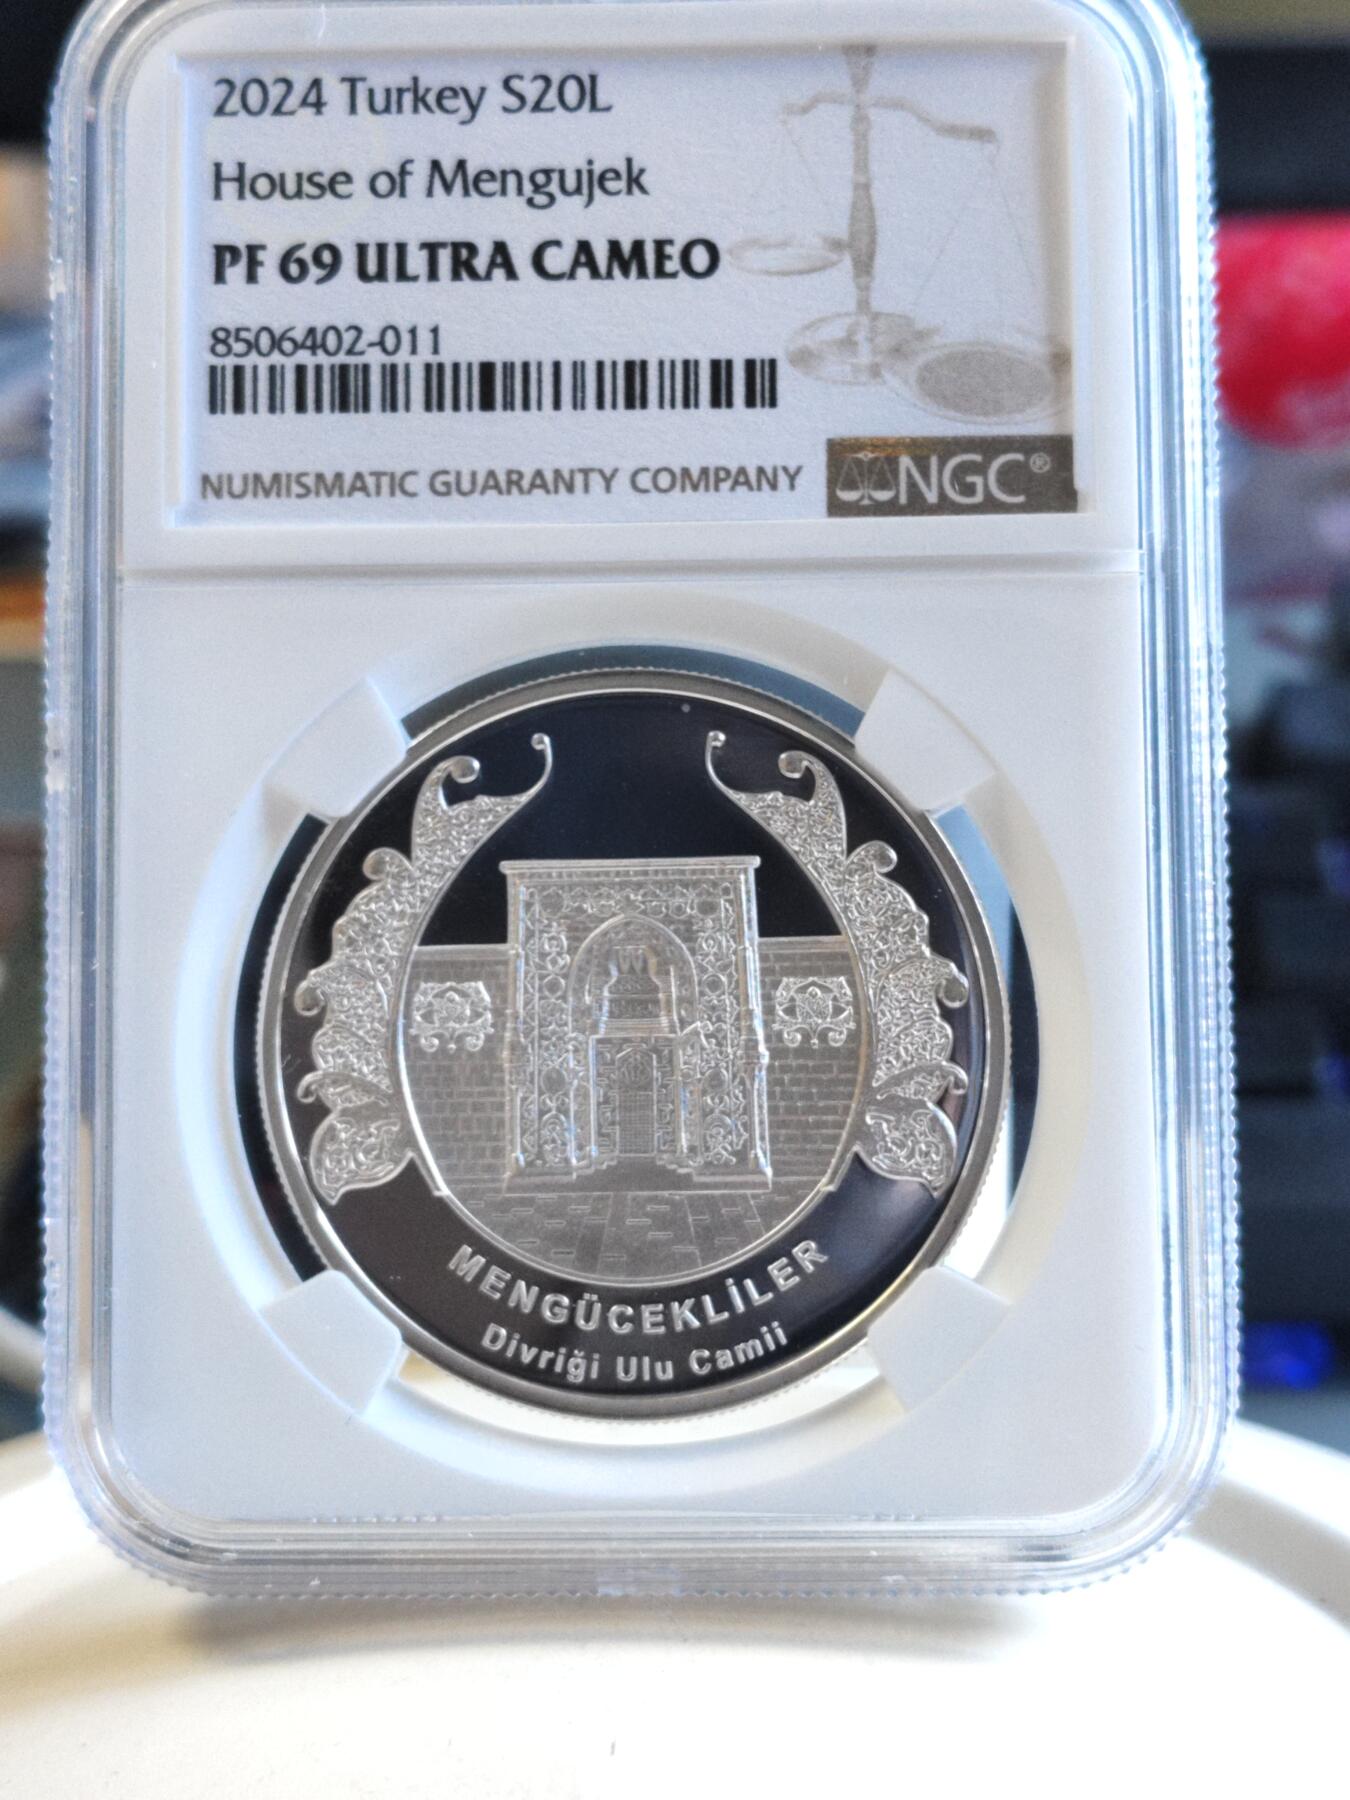 2024 Turkey S20L
House of Mengujek
PF 69 ULTRA CAMEO
8506402-011
NUMISMATIC GUARANTY COMPANY
NGC®
MENGÜCEKLİLER
Divriği Ulu Camii